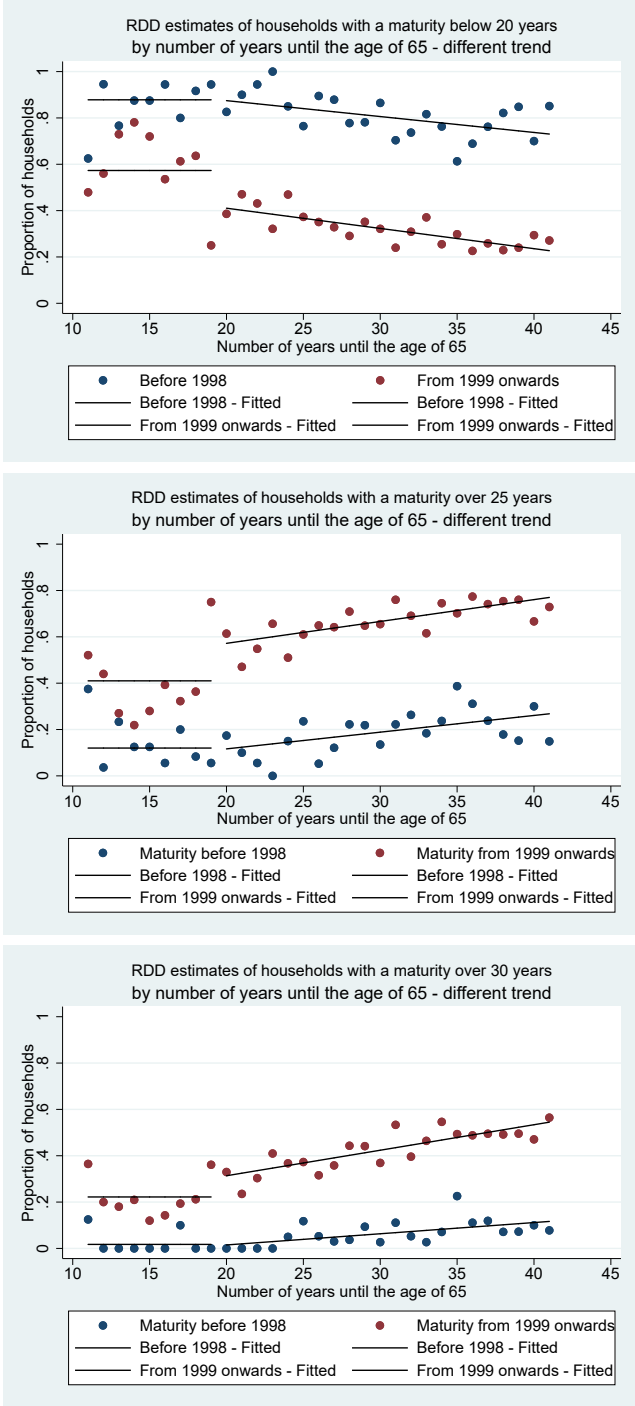 RDD estimates of households with a maturity below 20 years
by number of years until the age of 65 - different trend
Proportion of households
1
.8
.6
.4
.2
0
10 15 20 25 30 35 40 45
Number of years until the age of 65
Before 1998 From 1999 onwards
Before 1998 - Fitted Before 1998 - Fitted
From 1999 onwards - Fitted From 1999 onwards - Fitted
RDD estimates of households with a maturity over 25 years
by number of years until the age of 65 - different trend
Proportion of households
1
.8
.6
.4
.2
0
10 15 20 25 30 35 40 45
Number of years until the age of 65
Maturity before 1998 Maturity from 1999 onwards
Before 1998 - Fitted Before 1998 - Fitted
From 1999 onwards - Fitted From 1999 onwards - Fitted
RDD estimates of households with a maturity over 30 years
by number of years until the age of 65 - different trend
Proportion of households
1
.8
.6
.4
.2
0
10 15 20 25 30 35 40 45
Number of years until the age of 65
Maturity before 1998 Maturity from 1999 onwards
Before 1998 - Fitted Before 1998 - Fitted
From 1999 onwards - Fitted From 1999 onwards - Fitted